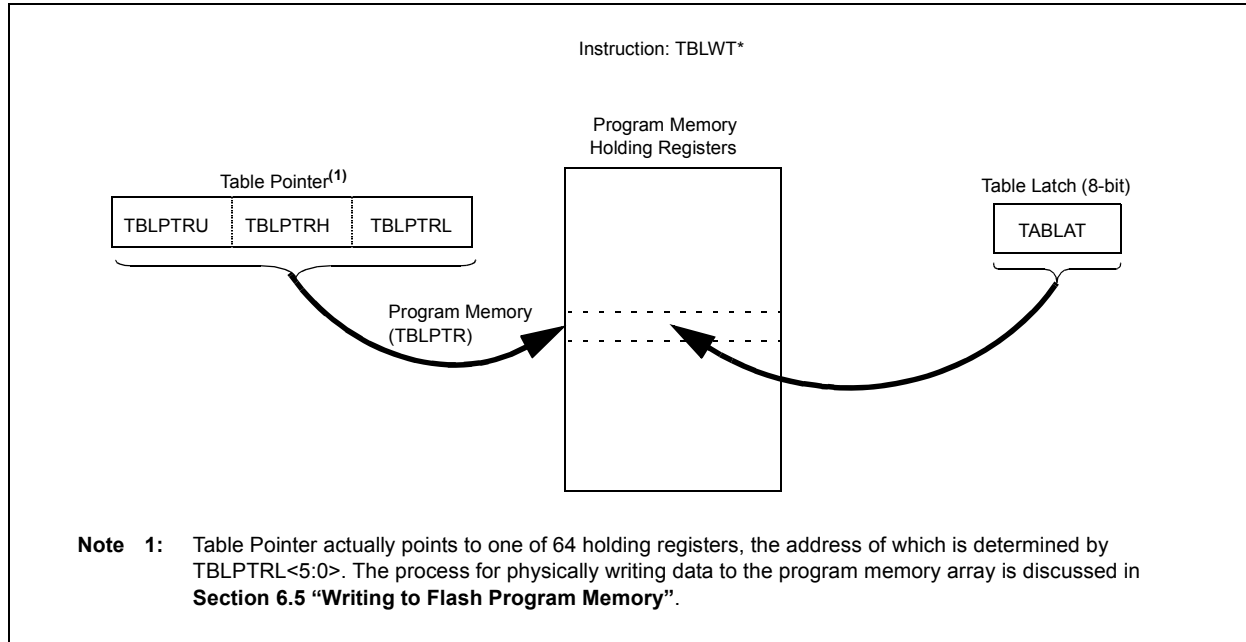 Instruction: TBLWT*
Program Memory
Holding Registers
Table Pointer(1)
Table Latch (8-bit)
TBLPTRU TBLPTRH TBLPTRL
TABLAT
Program Memory
(TBLPTR)
Note 1: Table Pointer actually points to one of 64 holding registers, the address of which is determined by
TBLPTRL<5:0>. The process for physically writing data to the program memory array is discussed in
Section 6.5 “Writing to Flash Program Memory”.